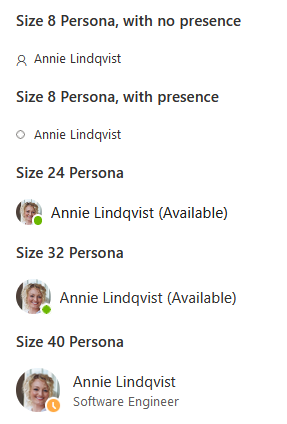 Size 8 Persona, with no presence
Annie Lindqvist
Size 8 Persona, with presence
Annie Lindqvist
Size 24 Persona
Annie Lindqvist (Available)
Size 32 Persona
Annie Lindqvist (Available)
Size 40 Persona
Annie Lindqvist
Software Engineer